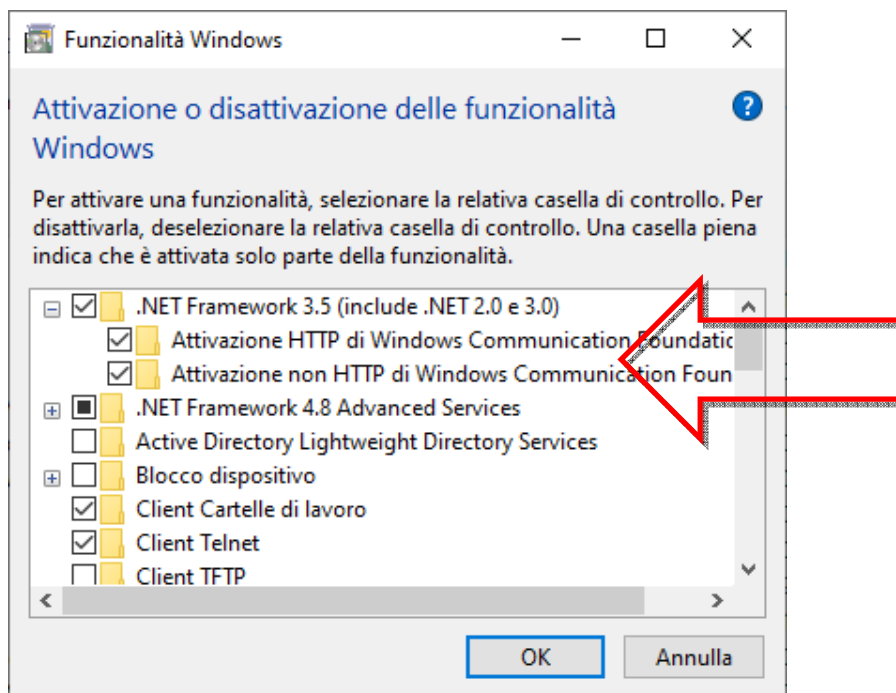 Funzionalità Windows
Attivazione o disattivazione delle funzionalità
Windows
Per attivare una funzionalità, selezionare la relativa casella di controllo. Per
disattivarla, deselezionare la relativa casella di controllo. Una casella piena
indica che è attivata solo parte della funzionalità.
.NET Framework 3.5 (include .NET 2.0 e 3.0)
Attivazione HTTP di Windows Communication Foundatic
Attivazione non HTTP di Windows Communication Foun
.NET Framework 4.8 Advanced Services
Active Directory Lightweight Directory Services
Blocco dispositivo
Client Cartelle di lavoro
Client Telnet
Client TFTP
OK Annulla